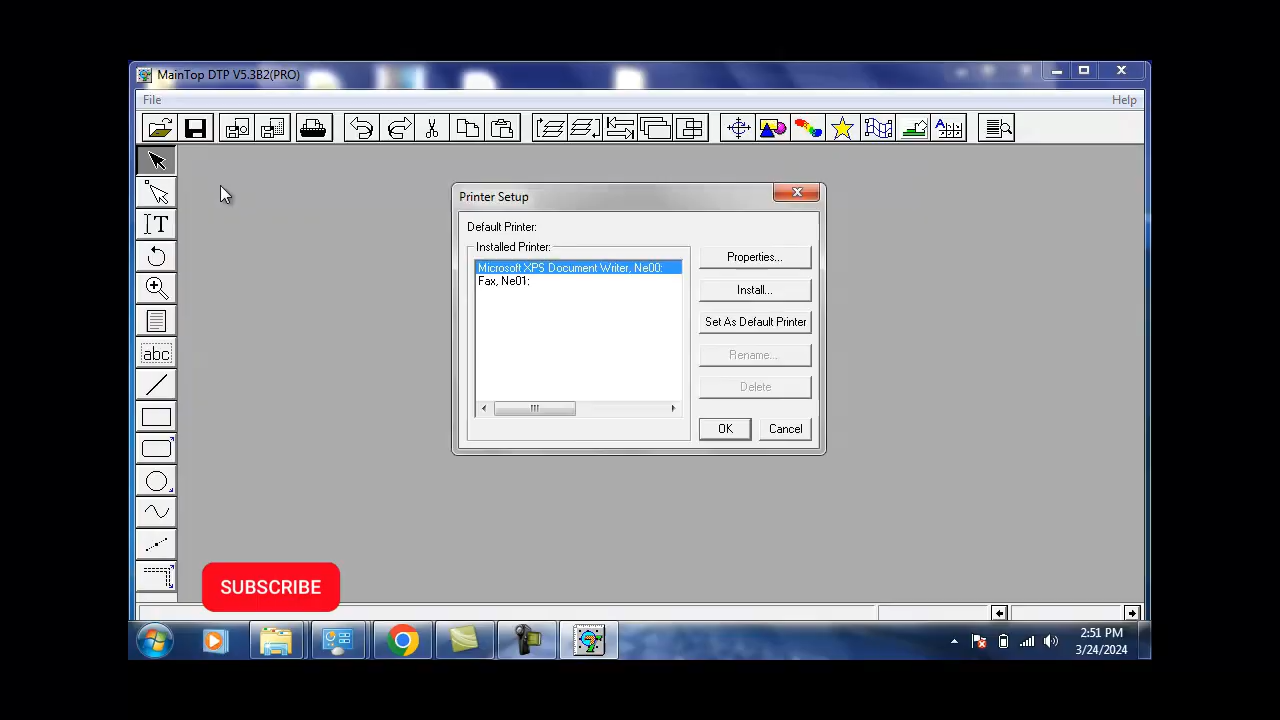 MainTop DTP V5.3B2(PRO)
File
Help
T
abc
Printer Setup
Default Printer:
Installed Printer:
Microsoft XPS Document Writer, Ne00:
Fax, Ne01:
Properties...
Install...
Set As Default Printer
Rename...
Delete
OK
Cancel
SUBSCRIBE
2:51 PM
3/24/2024